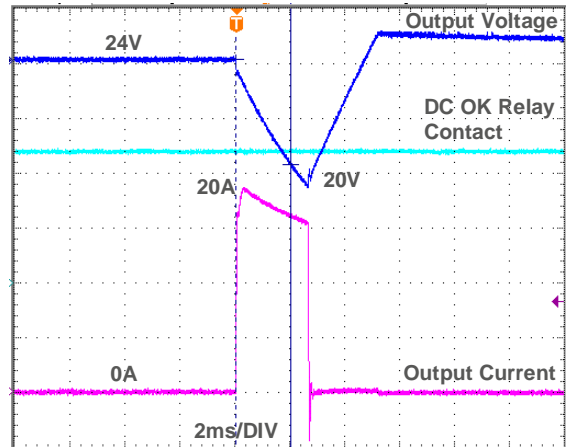 T
Output Voltage
24V
DC OK Relay
Contact
20A
20V
0A
Output Current
2ms/DIV